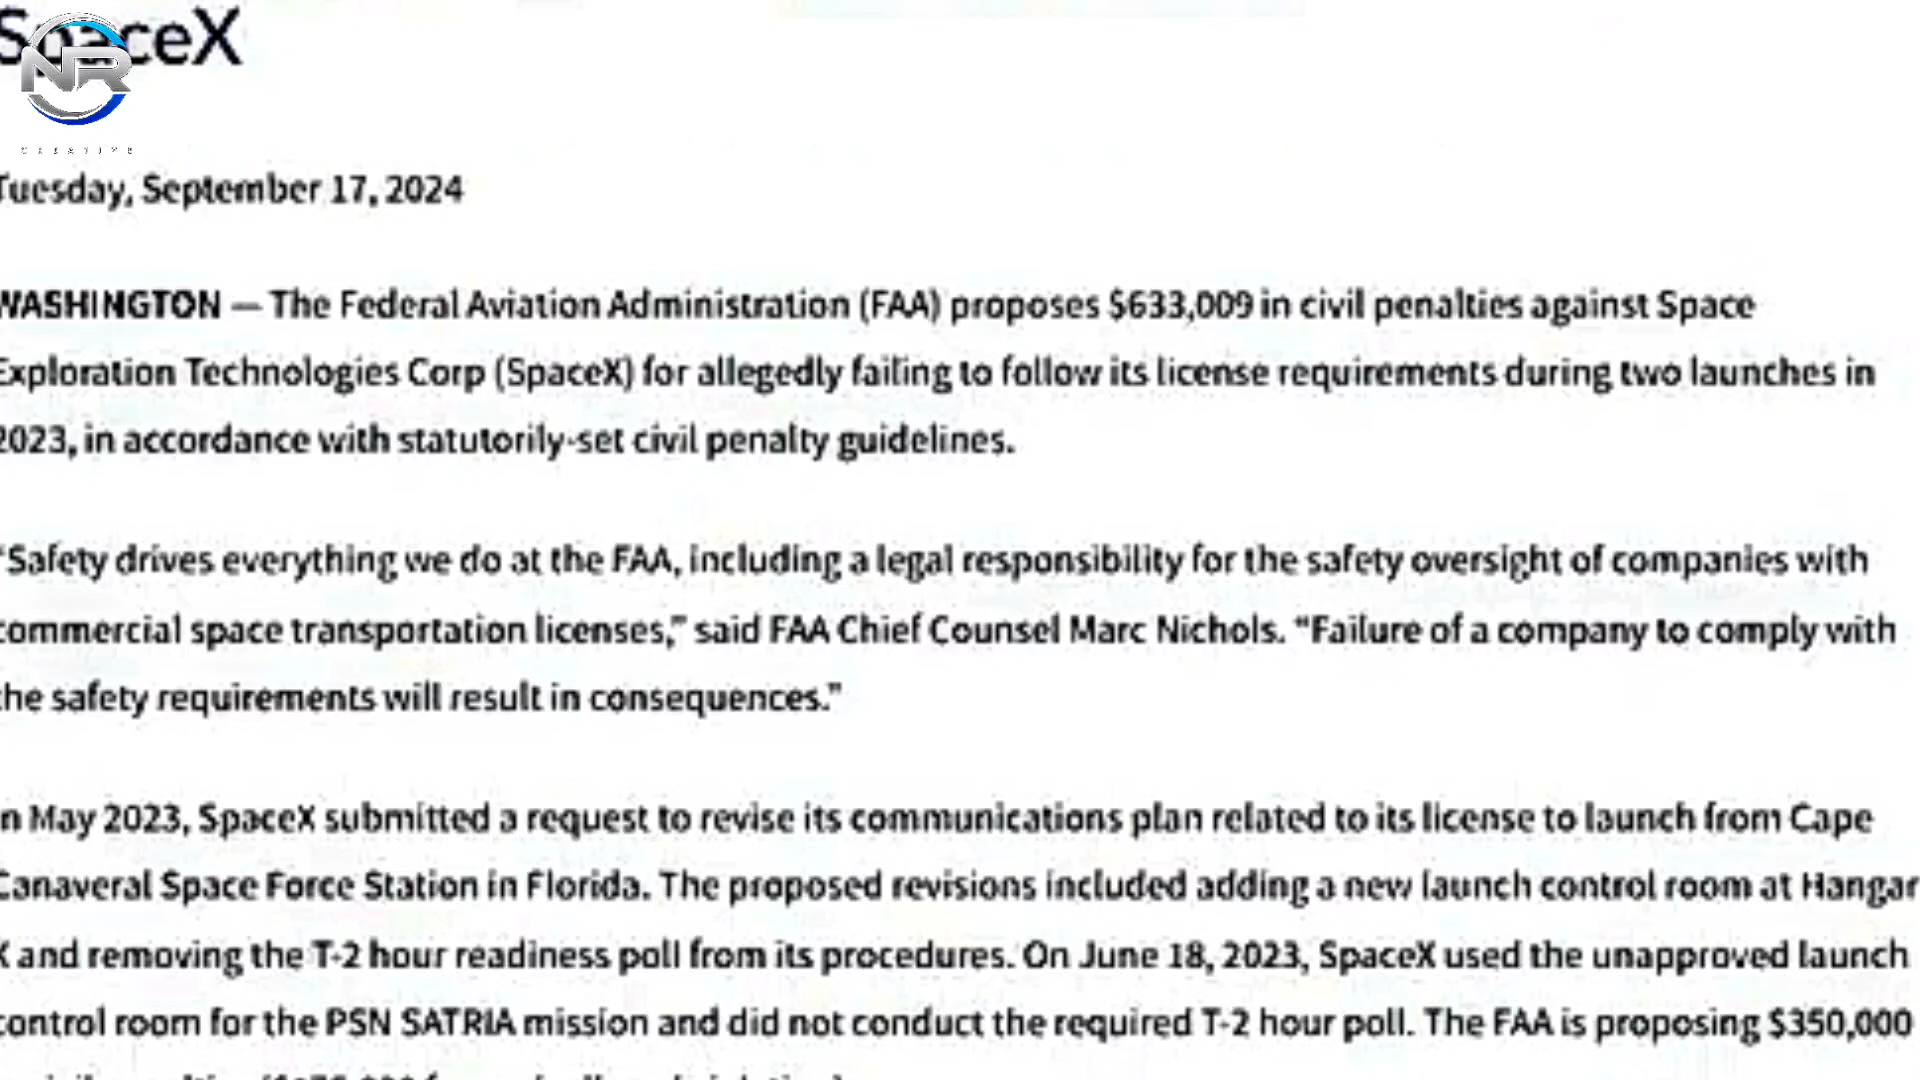 SpaceX
NR
CREATIVE
Tuesday, September 17, 2024
WASHINGTON — The Federal Aviation Administration (FAA) proposes $633,009 in civil penalties against Space
Exploration Technologies Corp (SpaceX) for allegedly failing to follow its license requirements during two launches in
2023, in accordance with statutorily-set civil penalty guidelines.
“Safety drives everything we do at the FAA, including a legal responsibility for the safety oversight of companies with
commercial space transportation licenses,” said FAA Chief Counsel Marc Nichols. “Failure of a company to comply with
the safety requirements will result in consequences.”
In May 2023, SpaceX submitted a request to revise its communications plan related to its license to launch from Cape
Canaveral Space Force Station in Florida. The proposed revisions included adding a new launch control room at Hangar
X and removing the T-2 hour readiness poll from its procedures. On June 18, 2023, SpaceX used the unapproved launch
control room for the PSN SATRIA mission and did not conduct the required T-2 hour poll. The FAA is proposing $350,000